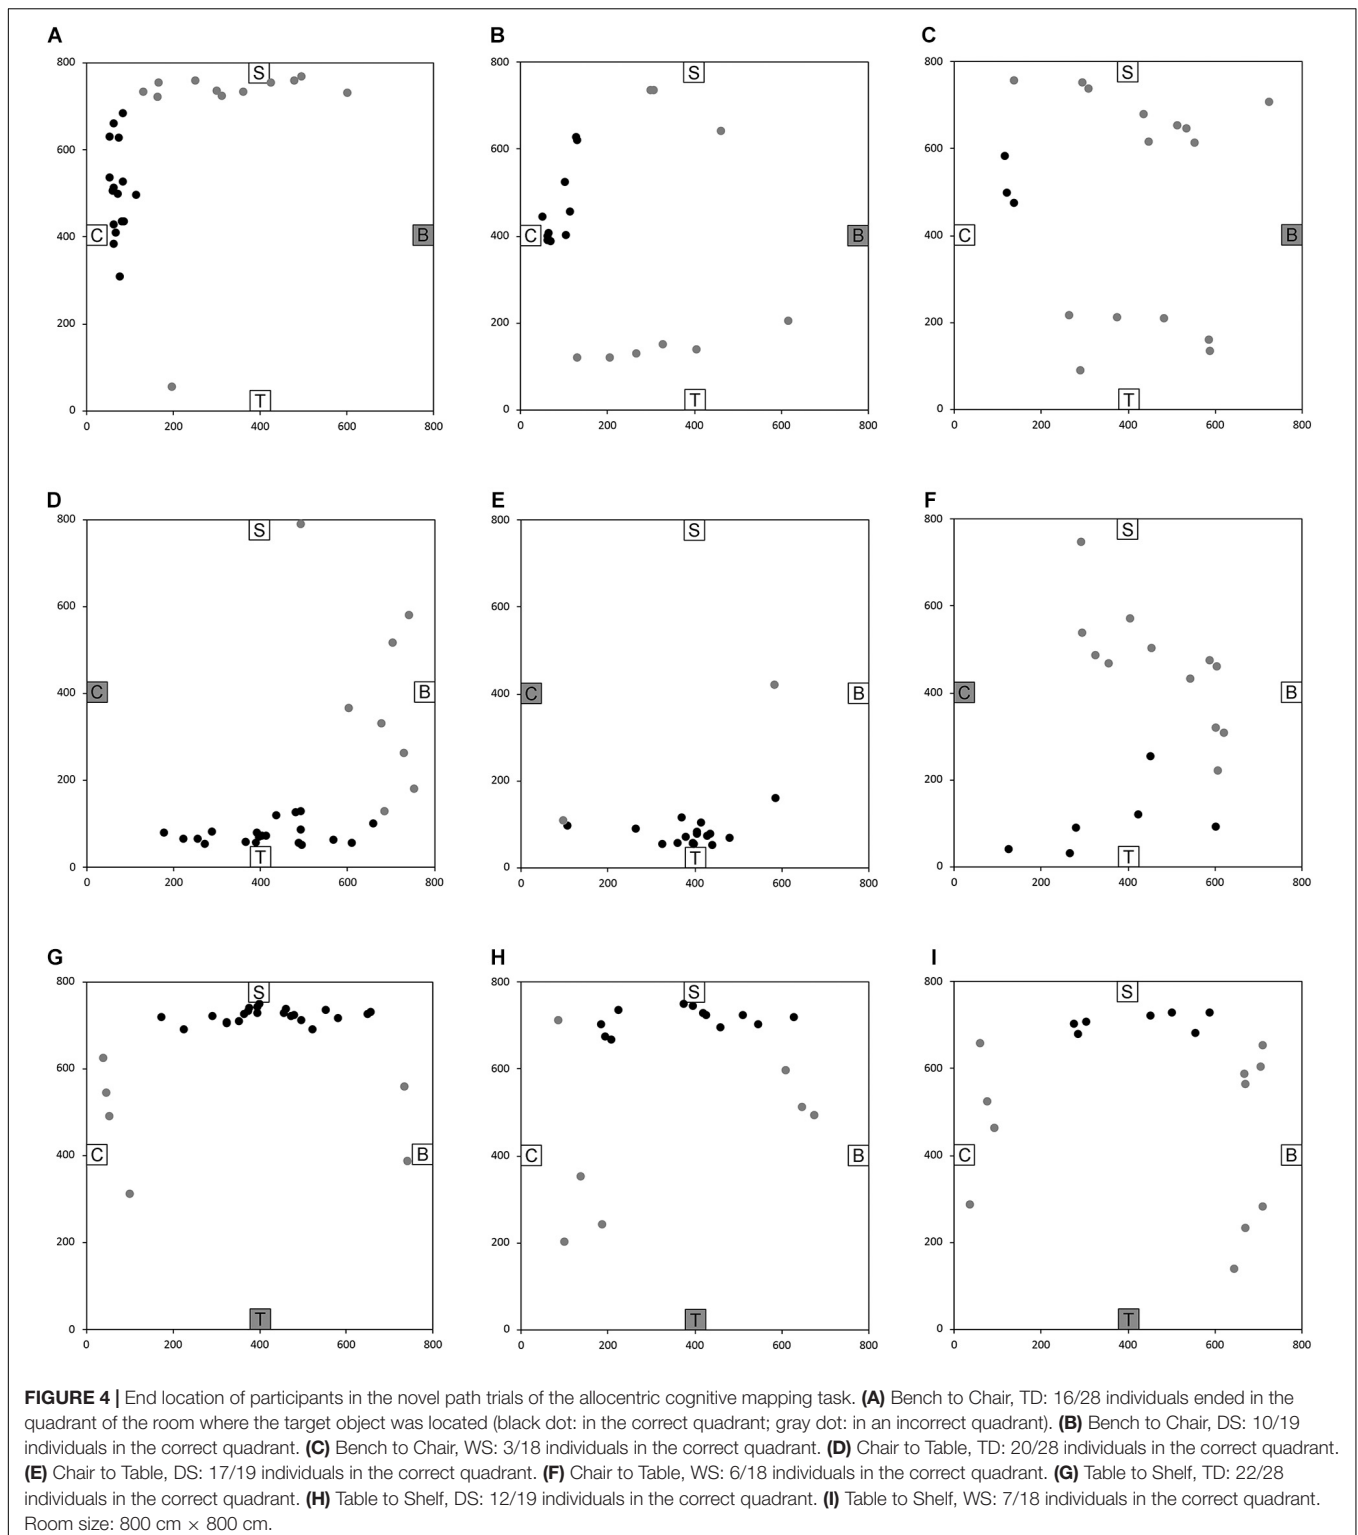 A B C
800 S 800 S 800 S
600 600 600
400 C B 400 C B 400 C B
200 200 200
0 T 0 T 0 T
0 200 400 600 800 0 200 400 600 800 0 200 400 600 800
D E F
800 S 800 S 800 S
600 600 600
400 C B 400 C B 400 C B
200 200 200
0 T 0 T 0 T
0 200 400 600 800 0 200 400 600 800 0 200 400 600 800
G H I
800 S 800 S 800 S
600 600 600
400 C B 400 C B 400 C B
200 200 200
0 T 0 T 0 T
0 200 400 600 800 0 200 400 600 800 0 200 400 600 800
FIGURE 4 | End location of participants in the novel path trials of the allocentric cognitive mapping task. (A) Bench to Chair, TD: 16/28 individuals ended in the
quadrant of the room where the target object was located (black dot: in the correct quadrant; gray dot: in an incorrect quadrant). (B) Bench to Chair, DS: 10/19
individuals in the correct quadrant. (C) Bench to Chair, WS: 3/18 individuals in the correct quadrant. (D) Chair to Table, TD: 20/28 individuals in the correct quadrant.
(E) Chair to Table, DS: 17/19 individuals in the correct quadrant. (F) Chair to Table, WS: 6/18 individuals in the correct quadrant. (G) Table to Shelf, TD: 22/28
individuals in the correct quadrant. (H) Table to Shelf, DS: 12/19 individuals in the correct quadrant. (I) Table to Shelf, WS: 7/18 individuals in the correct quadrant.
Room size: 800 cm × 800 cm.